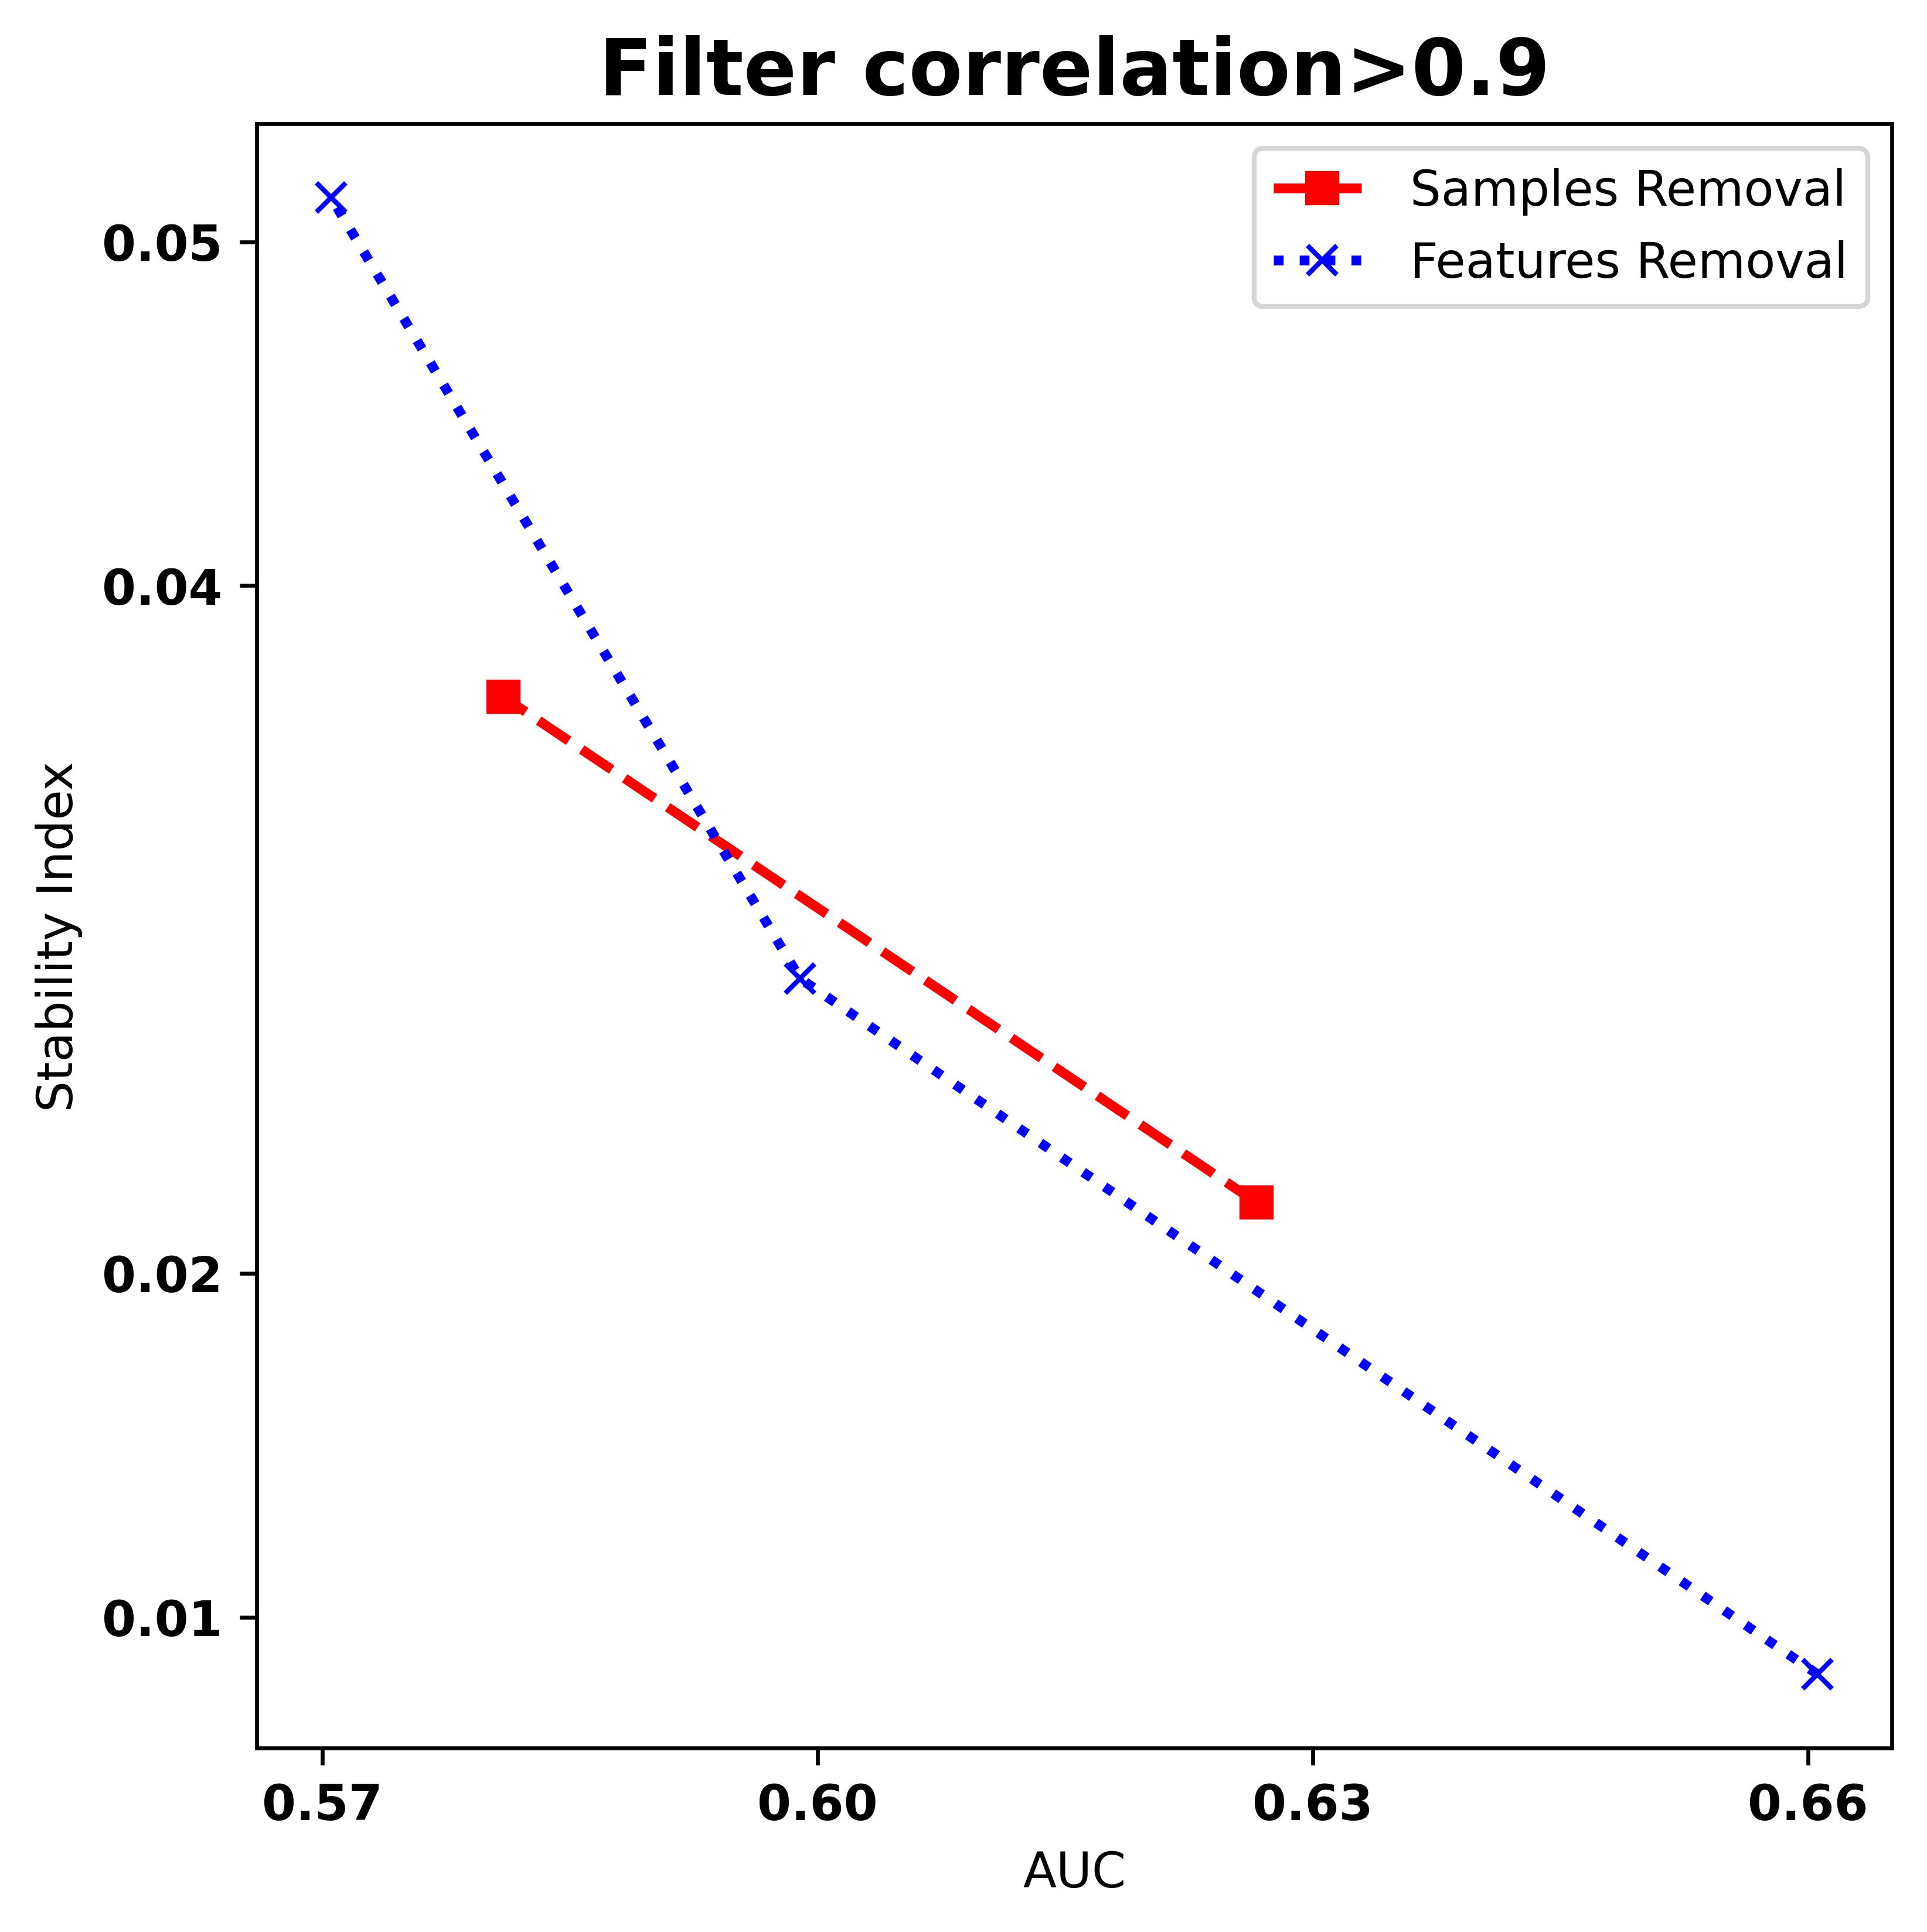 Filter correlation>0.9
Samples Removal
Features Removal
0.05
0.04
0.02
0.01
Stability Index
0.57
0.60
0.63
0.66
AUC